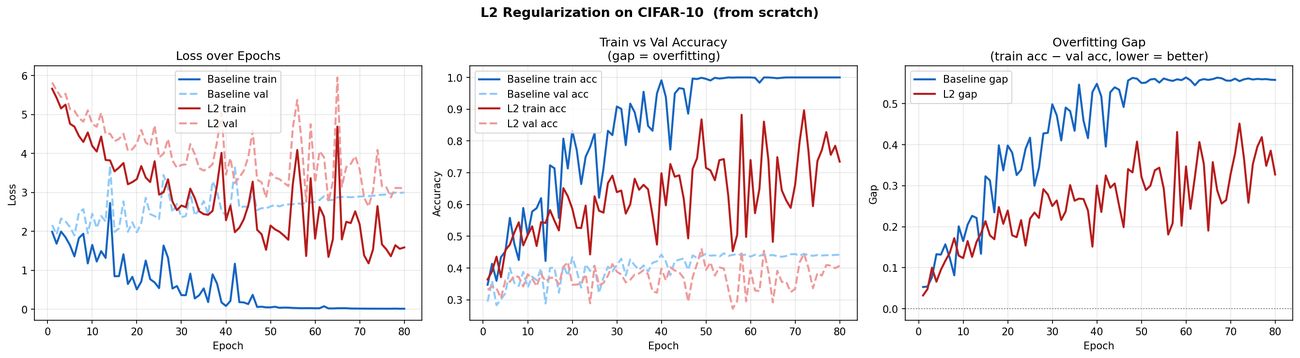 L2 Regularization on CIFAR-10 (from scratch)
Loss over Epochs
6
5
4
3
2
1
0
Loss
0 10 20 30 40 50 60 70 80
Epoch
Baseline train
Baseline val
L2 train
L2 val
Train vs Val Accuracy
(gap = overfitting)
1.0
0.9
0.8
0.7
0.6
0.5
0.4
0.3
Accuracy
0 10 20 30 40 50 60 70 80
Epoch
Baseline train acc
Baseline val acc
L2 train acc
L2 val acc
Overfitting Gap
(train acc − val acc, lower = better)
0.5
0.4
0.3
0.2
0.1
0.0
Gap
0 10 20 30 40 50 60 70 80
Epoch
Baseline gap
L2 gap